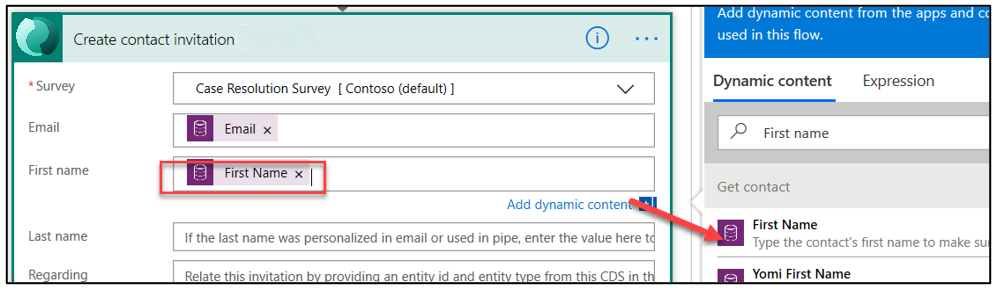 Create contact invitation
* Survey
Case Resolution Survey [ Contoso (default) ]
Email
Email ×
First name
First Name ×
Add dynamic content
Last name
If the last name was personalized in email or used in pipe, enter the value here to
Regarding
Relate this invitation by providing an entity id and entity type from this CDS in th
Add dynamic content from the apps and co
used in this flow.
Dynamic content
Expression
First name
Get contact
First Name
Type the contact's first name to make sur
Yomi First Name